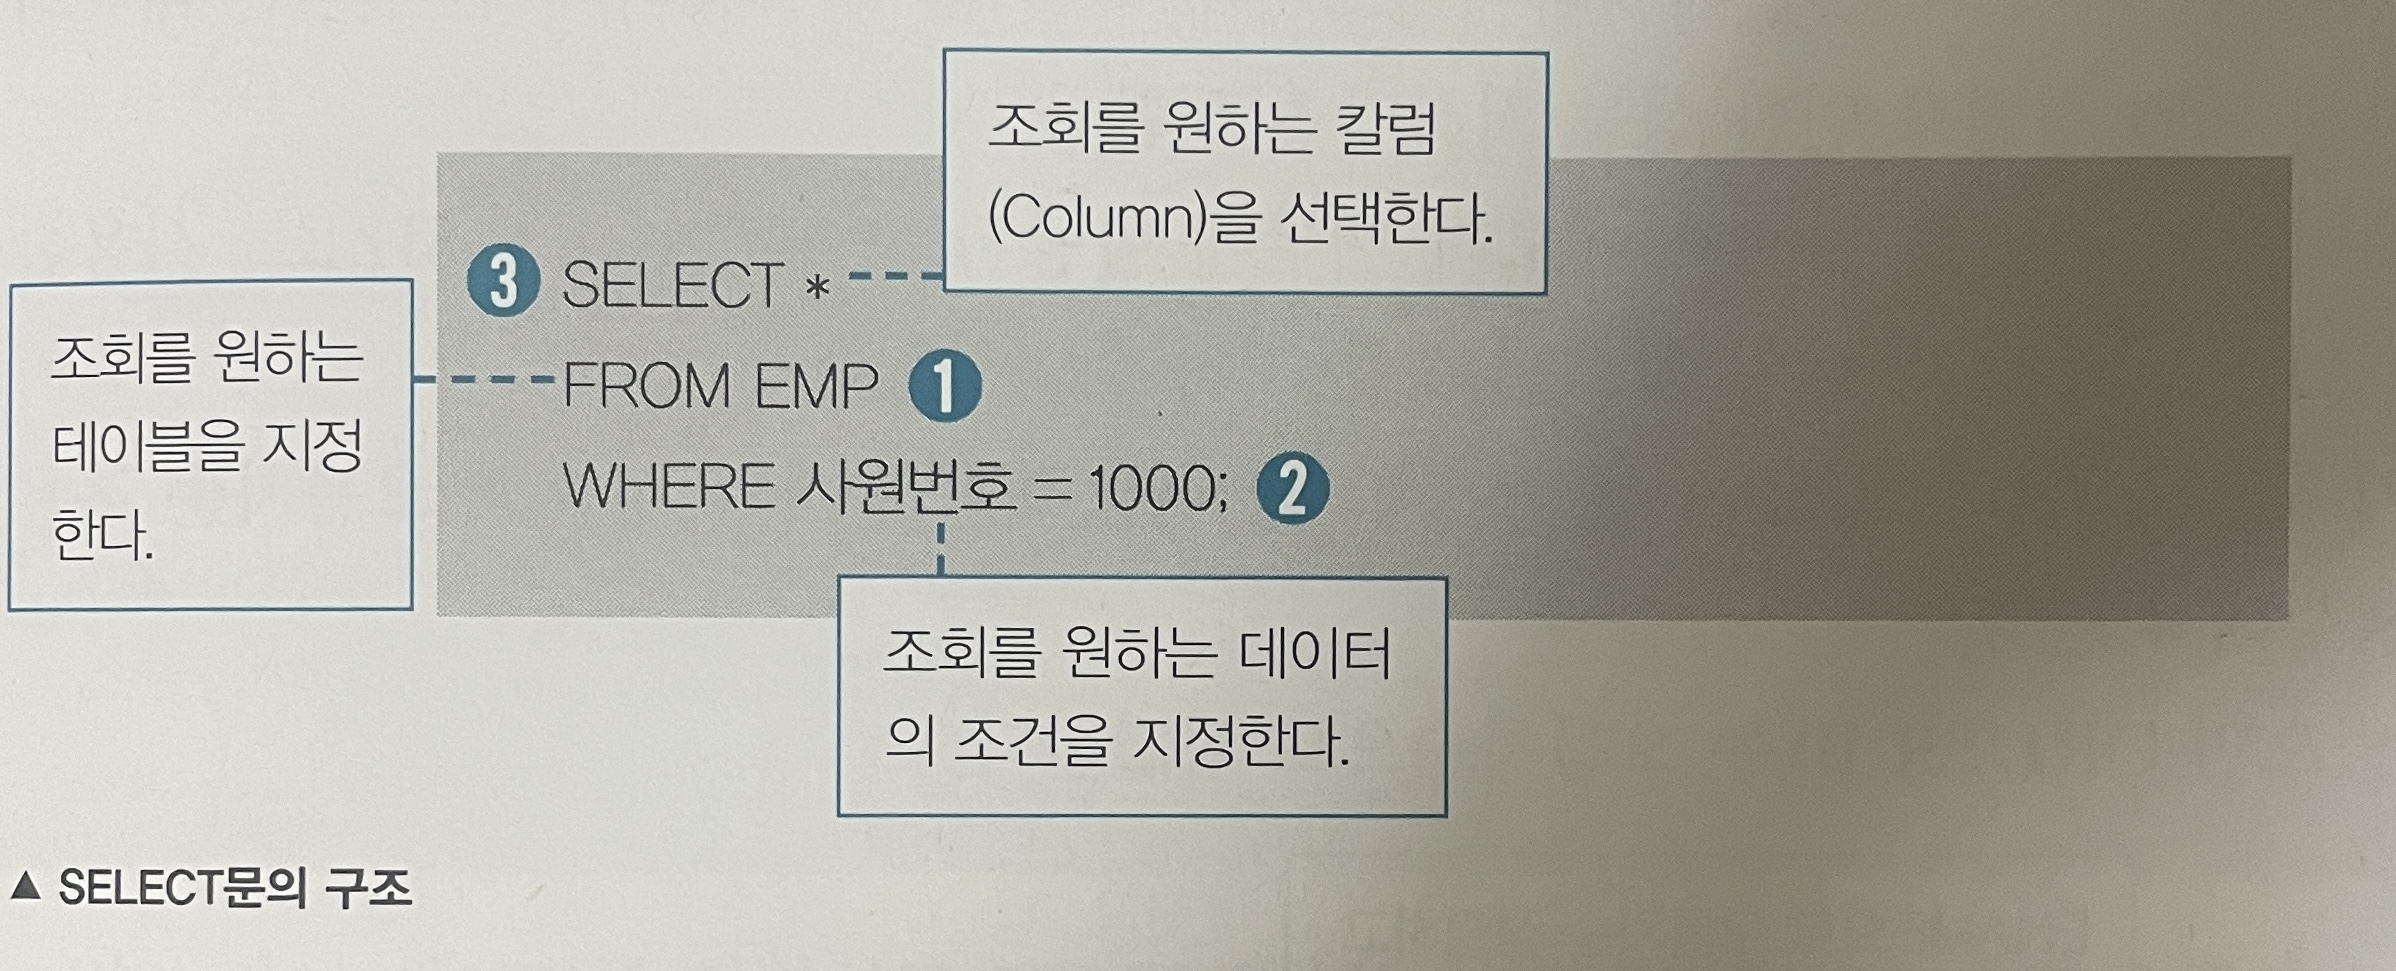 조회를 원하는 칼럼
(Column)을 선택한다.
3 SELECT *
조회를 원하는
테이블을 지정
한다.
FROM EMP 1
WHERE 사원번호 = 1000; 2
조회를 원하는 데이터
의 조건을 지정한다.
▲ SELECT문의 구조